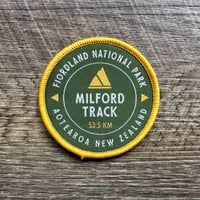 FIORDLAND NATIONAL PARK
MILFORD
TRACK
53.5 KM
AOTEAROA NEW ZEALAND